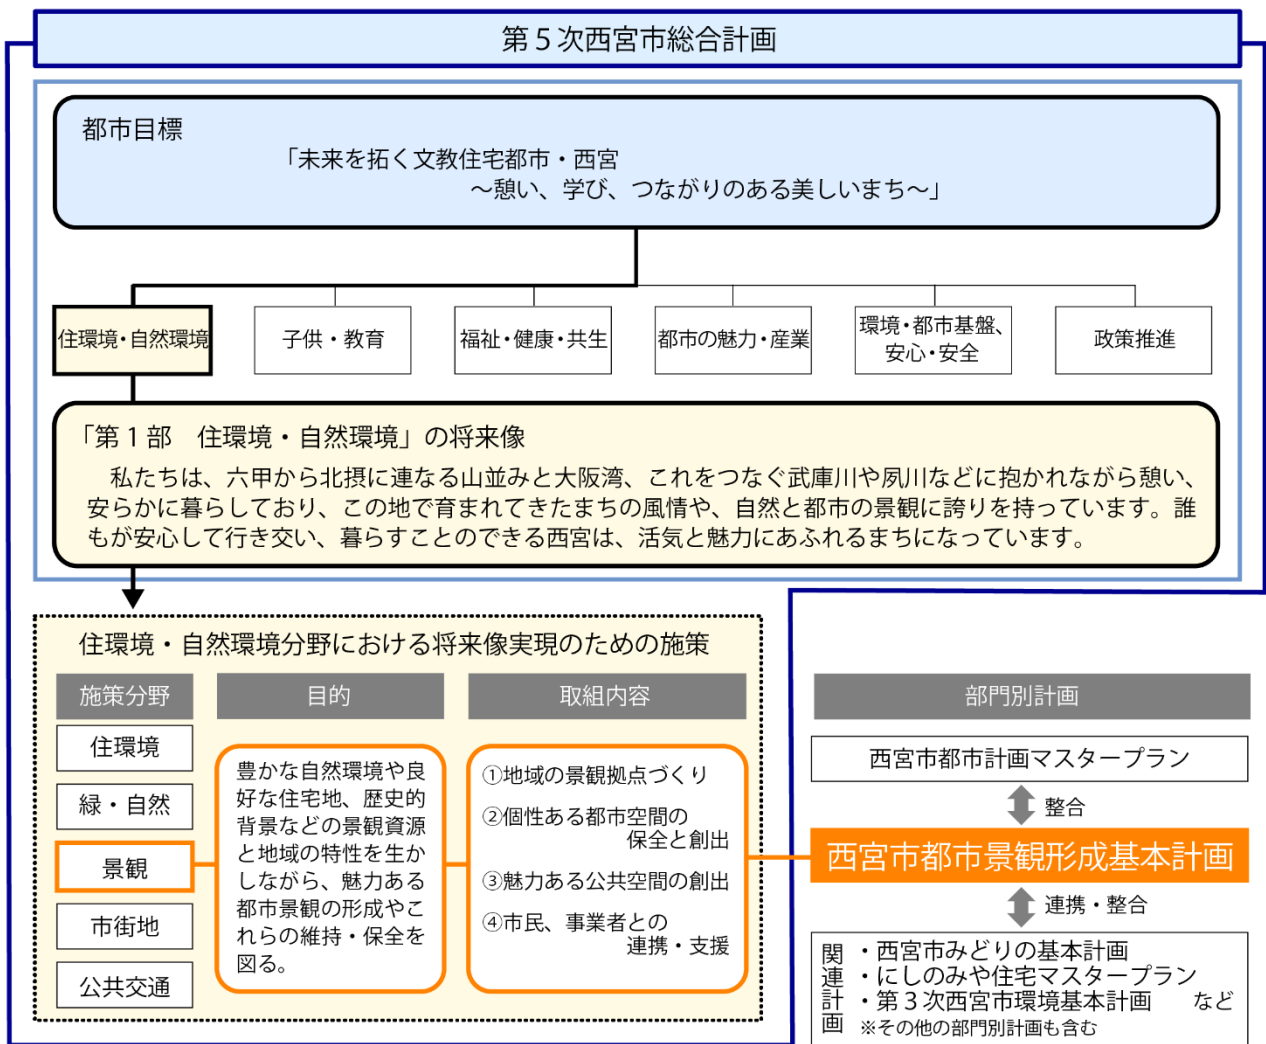 第５次西宮市総合計画
都市目標
「未来を拓く文教住宅都市・西宮
～憩い、学び、つながりのある美しいまち～」
住環境・自然環境
子供・教育
福祉・健康・共生
都市の魅力・産業
環境・都市基盤、
安心・安全
政策推進
「第１部　住環境・自然環境」の将来像
私たちは、六甲から北摂に連なる山並みと大阪湾、これをつなぐ武庫川や夙川などに抱かれながら憩い、
安らかに暮らしており、この地で育まれてきたまちの風情や、自然と都市の景観に誇りを持っています。誰
もが安心して行き交い、暮らすことのできる西宮は、活気と魅力にあふれるまちになっています。
住環境・自然環境分野における将来像実現のための施策
施策分野
住環境
緑・自然
景観
市街地
公共交通
目的
豊かな自然環境や良
好な住宅地、歴史的
背景などの景観資源
と地域の特性を生か
しながら、魅力ある
都市景観の形成やこ
れらの維持・保全を
図る。
取組内容
①地域の景観拠点づくり
②個性ある都市空間の
保全と創出
③魅力ある公共空間の創出
④市民、事業者との
連携・支援
部門別計画
西宮市都市計画マスタープラン
整合
西宮市都市景観形成基本計画
連携・整合
関連計画
・西宮市みどりの基本計画
・にしのみや住宅マスタープラン
・第３次西宮市環境基本計画　など
※その他の部門別計画も含む